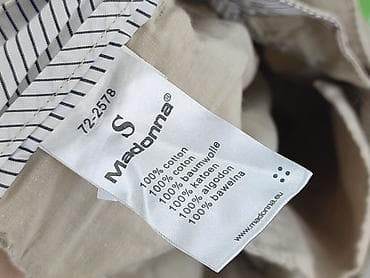 72-2578
S
Madonna®
100% cotton
100% coton
100% baumwolle
100% katoen
100% algodon
100% bawełna
www.madonna.eu